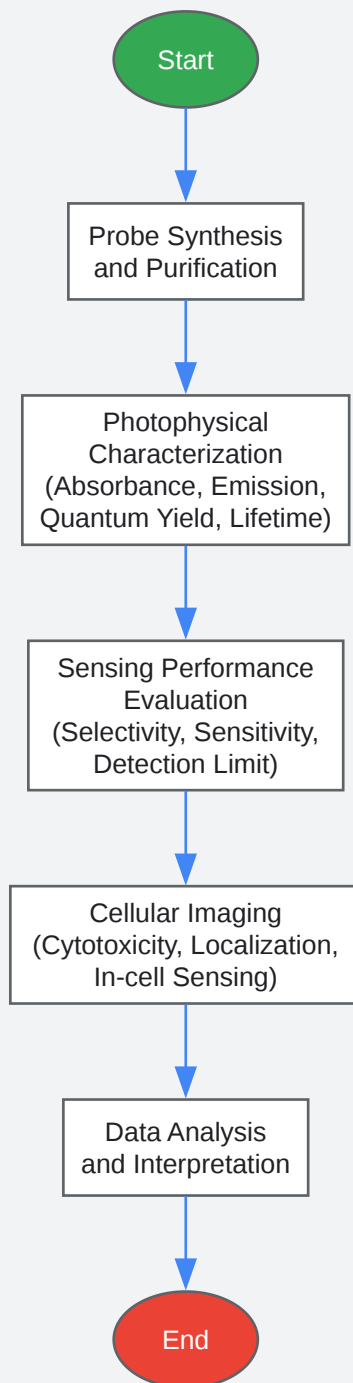 Start
Probe Synthesis
and Purification
Photophysical
Characterization
(Absorbance, Emission,
Quantum Yield, Lifetime)
Sensing Performance
Evaluation
(Selectivity, Sensitivity,
Detection Limit)
Cellular Imaging
(Cytotoxicity, Localization,
In-cell Sensing)
Data Analysis
and Interpretation
End